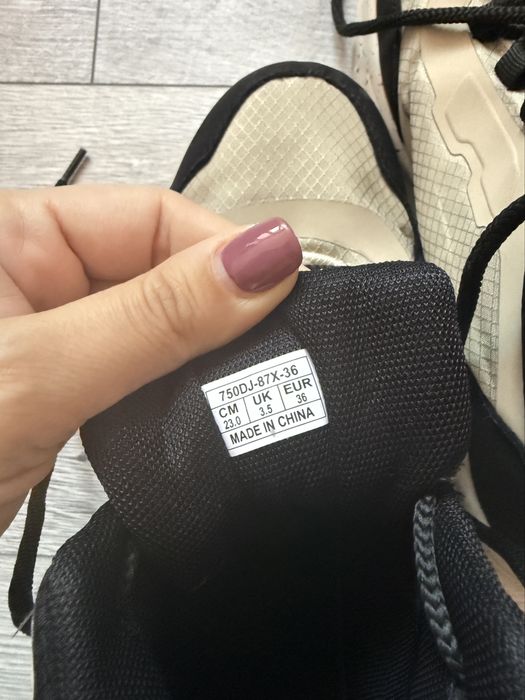 750DJ-87X-36
CM UK EUR
23.0 3.5 36
MADE IN CHINA